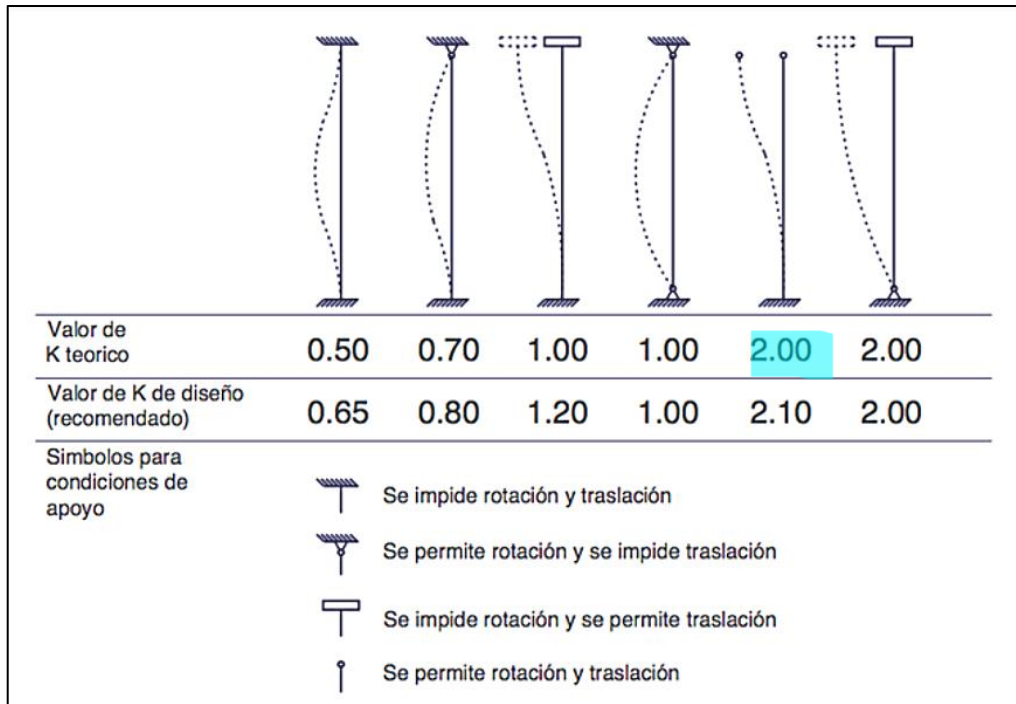 Valor de
K teorico
0.50 0.70 1.00 1.00 2.00 2.00
Valor de K de diseño
(recomendado)
0.65 0.80 1.20 1.00 2.10 2.00
Simbolos para
condiciones de
apoyo
Se impide rotación y traslación
Se permite rotación y se impide traslación
Se impide rotación y se permite traslación
Se permite rotación y traslación